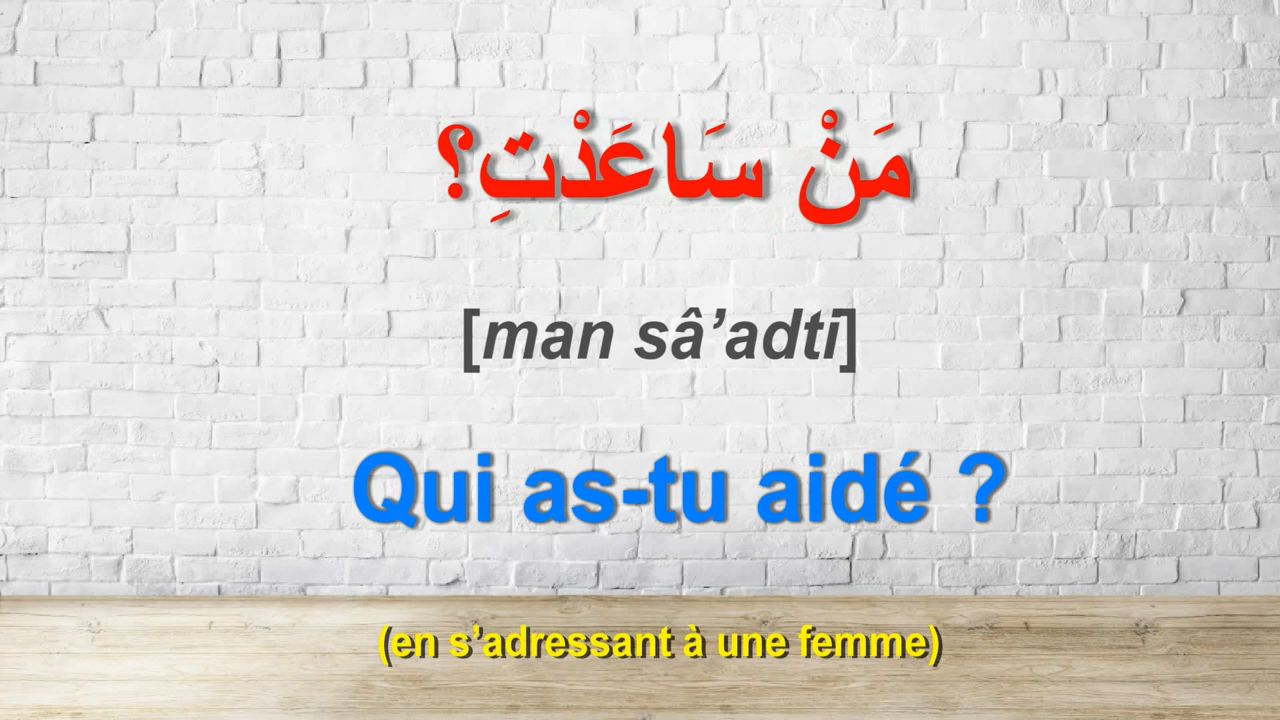 مَنْ سَاعَدْتِ؟
[man sâ’adti]
Qui as-tu aidé ?
(en s’adressant à une femme)